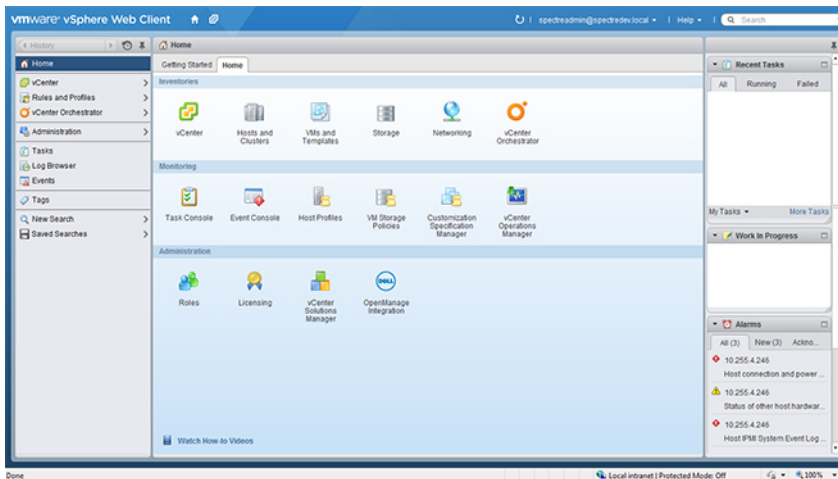 vmware® vSphere Web Client
spectreadmin@spectredev.local
Help
Search
History
Home
vCenter
Rules and Profiles
vCenter Orchestrator
Administration
Tasks
Log Browser
Events
Tags
New Search
Saved Searches
Home
Getting Started Home
Inventories
vCenter
Hosts and
Clusters
VMs and
Templates
Storage
Networking
vCenter
Orchestrator
Monitoring
Task Console
Event Console
Host Profiles
VM Storage
Policies
Customization
Specification
Manager
vCenter
Operations
Manager
Administration
Roles
Licensing
vCenter
Solutions
Manager
DELL
OpenManage
Integration
Watch How-to Videos
Recent Tasks
All Running Failed
My Tasks More Tasks
Work In Progress
Alarms
All (3) New (3) Ackno...
10.255.4.246
Host connection and power ...
10.255.4.246
Status of other host hardwar...
10.255.4.246
Host IPMI System Event Log ...
Done
Local intranet | Protected Mode: Off
100%